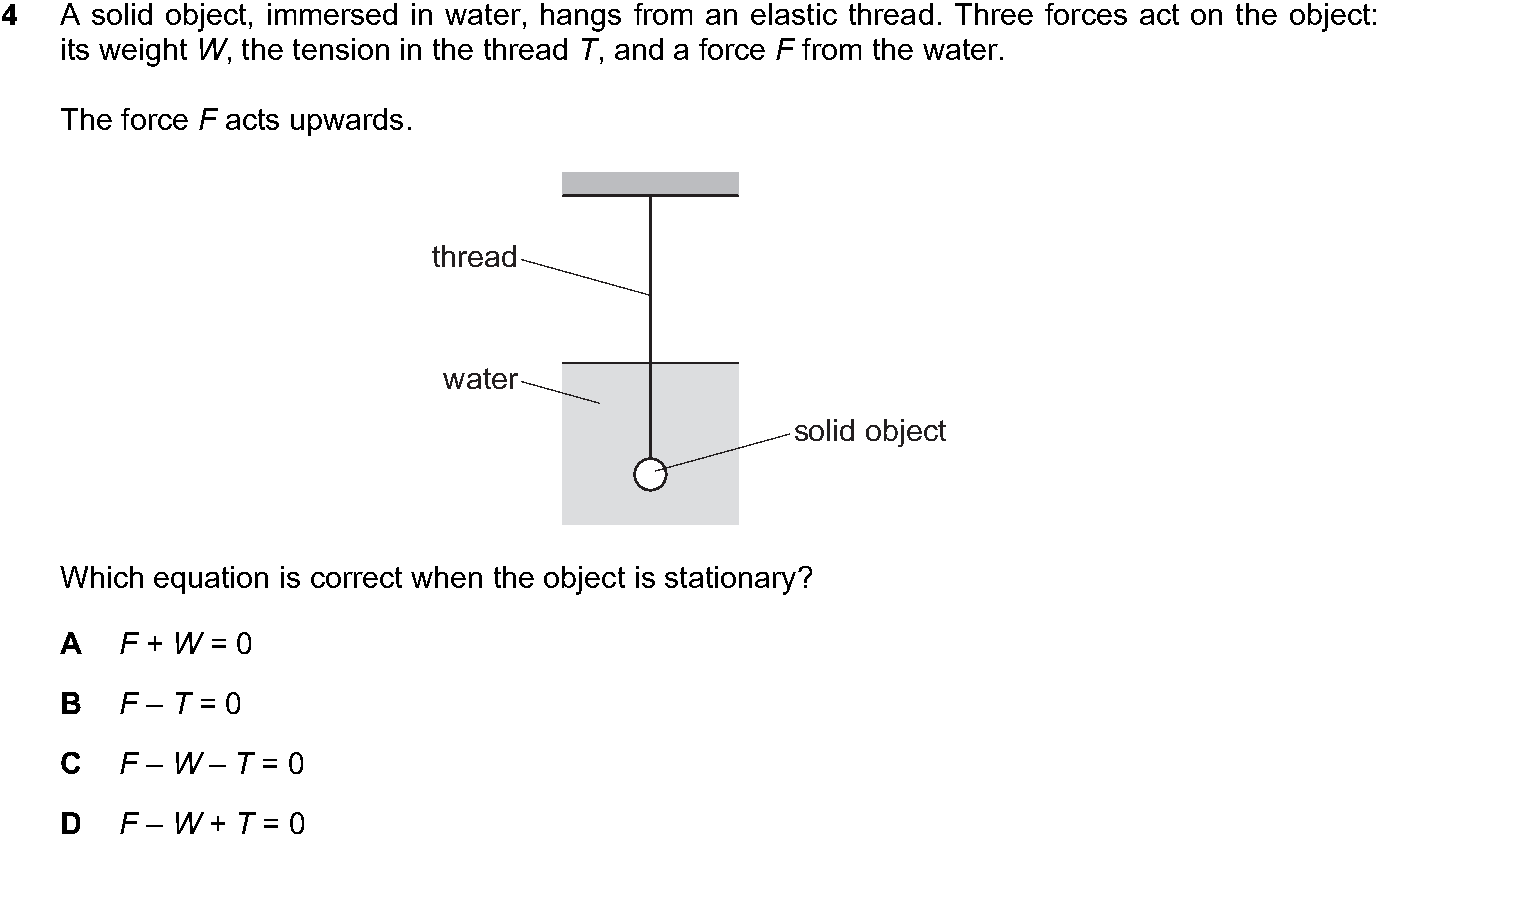 4 A solid object, immersed in water, hangs from an elastic thread. Three forces act on the object:
its weight W, the tension in the thread T, and a force F from the water.
The force F acts upwards.
thread
water
solid object
Which equation is correct when the object is stationary?
A F + W = 0
B F – T = 0
C F – W – T = 0
D F – W + T = 0